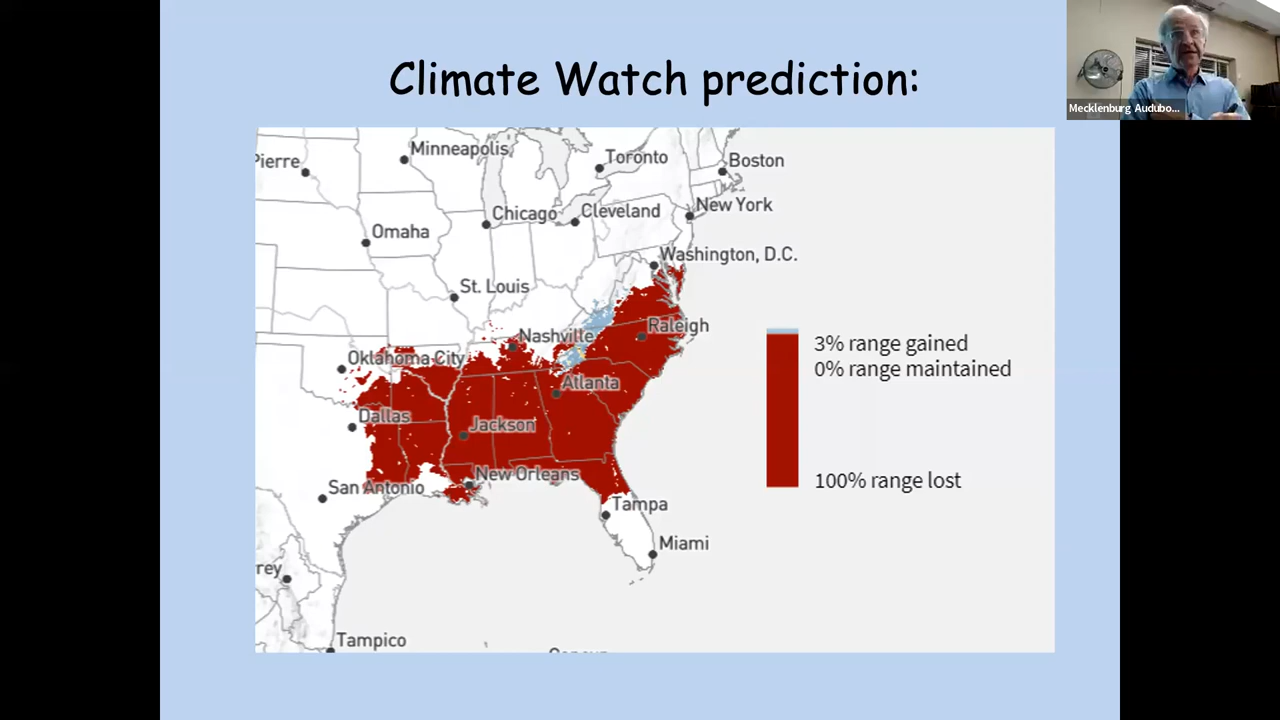 Climate Watch prediction:
Mecklenburg Audubo...
Minneapolis
Pierre
Toronto
Boston
Chicago
Cleveland
New York
Omaha
Washington, D.C.
St. Louis
Nashville
Raleigh
Oklahoma City
Atlanta
Dallas
Jackson
New Orleans
San Antonio
Tampa
Miami
rey
Tampico
3% range gained
0% range maintained
100% range lost